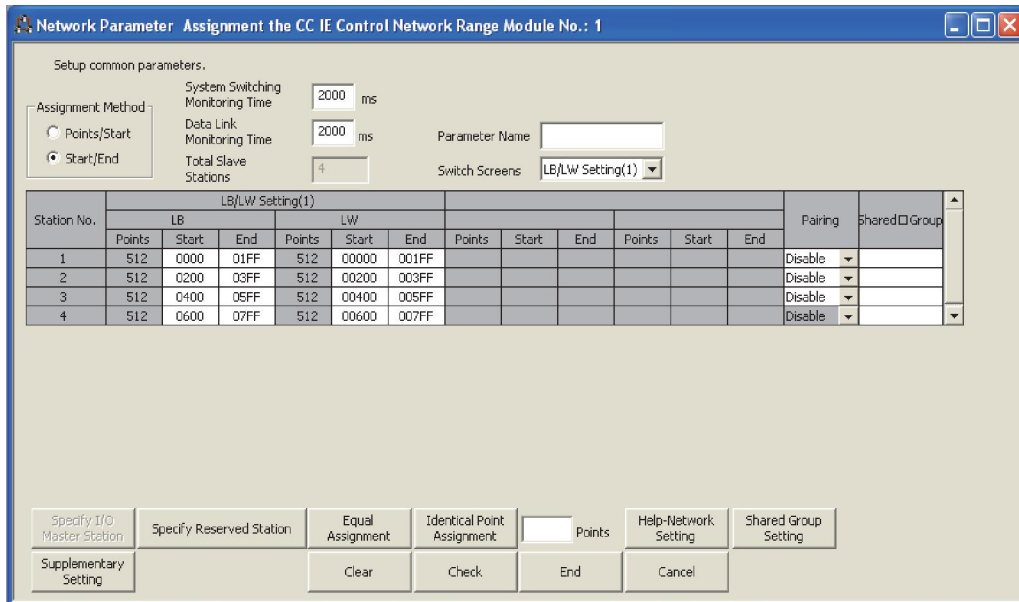 Network Parameter Assignment the CC IE Control Network Range Module No.: 1
Setup common parameters.
Assignment Method
Points/Start
Start/End
System Switching
Monitoring Time
2000 ms
Data Link
Monitoring Time
2000 ms
Total Slave
Stations
4
Parameter Name
Switch Screens LB/LW Setting(1)
Station No. LB/LW Setting(1) Pairing Shared□Group
LB LW
Points Start End Points Start End Points Start End Points Start End
1 512 0000 01FF 512 00000 001FF Disable
2 512 0200 03FF 512 00200 003FF Disable
3 512 0400 05FF 512 00400 005FF Disable
4 512 0600 07FF 512 00600 007FF Disable
Specify I/O
Master Station
Specify Reserved Station
Equal
Assignment
Identical Point
Assignment
Points
Help-Network
Setting
Shared Group
Setting
Supplementary
Setting
Clear
Check
End
Cancel